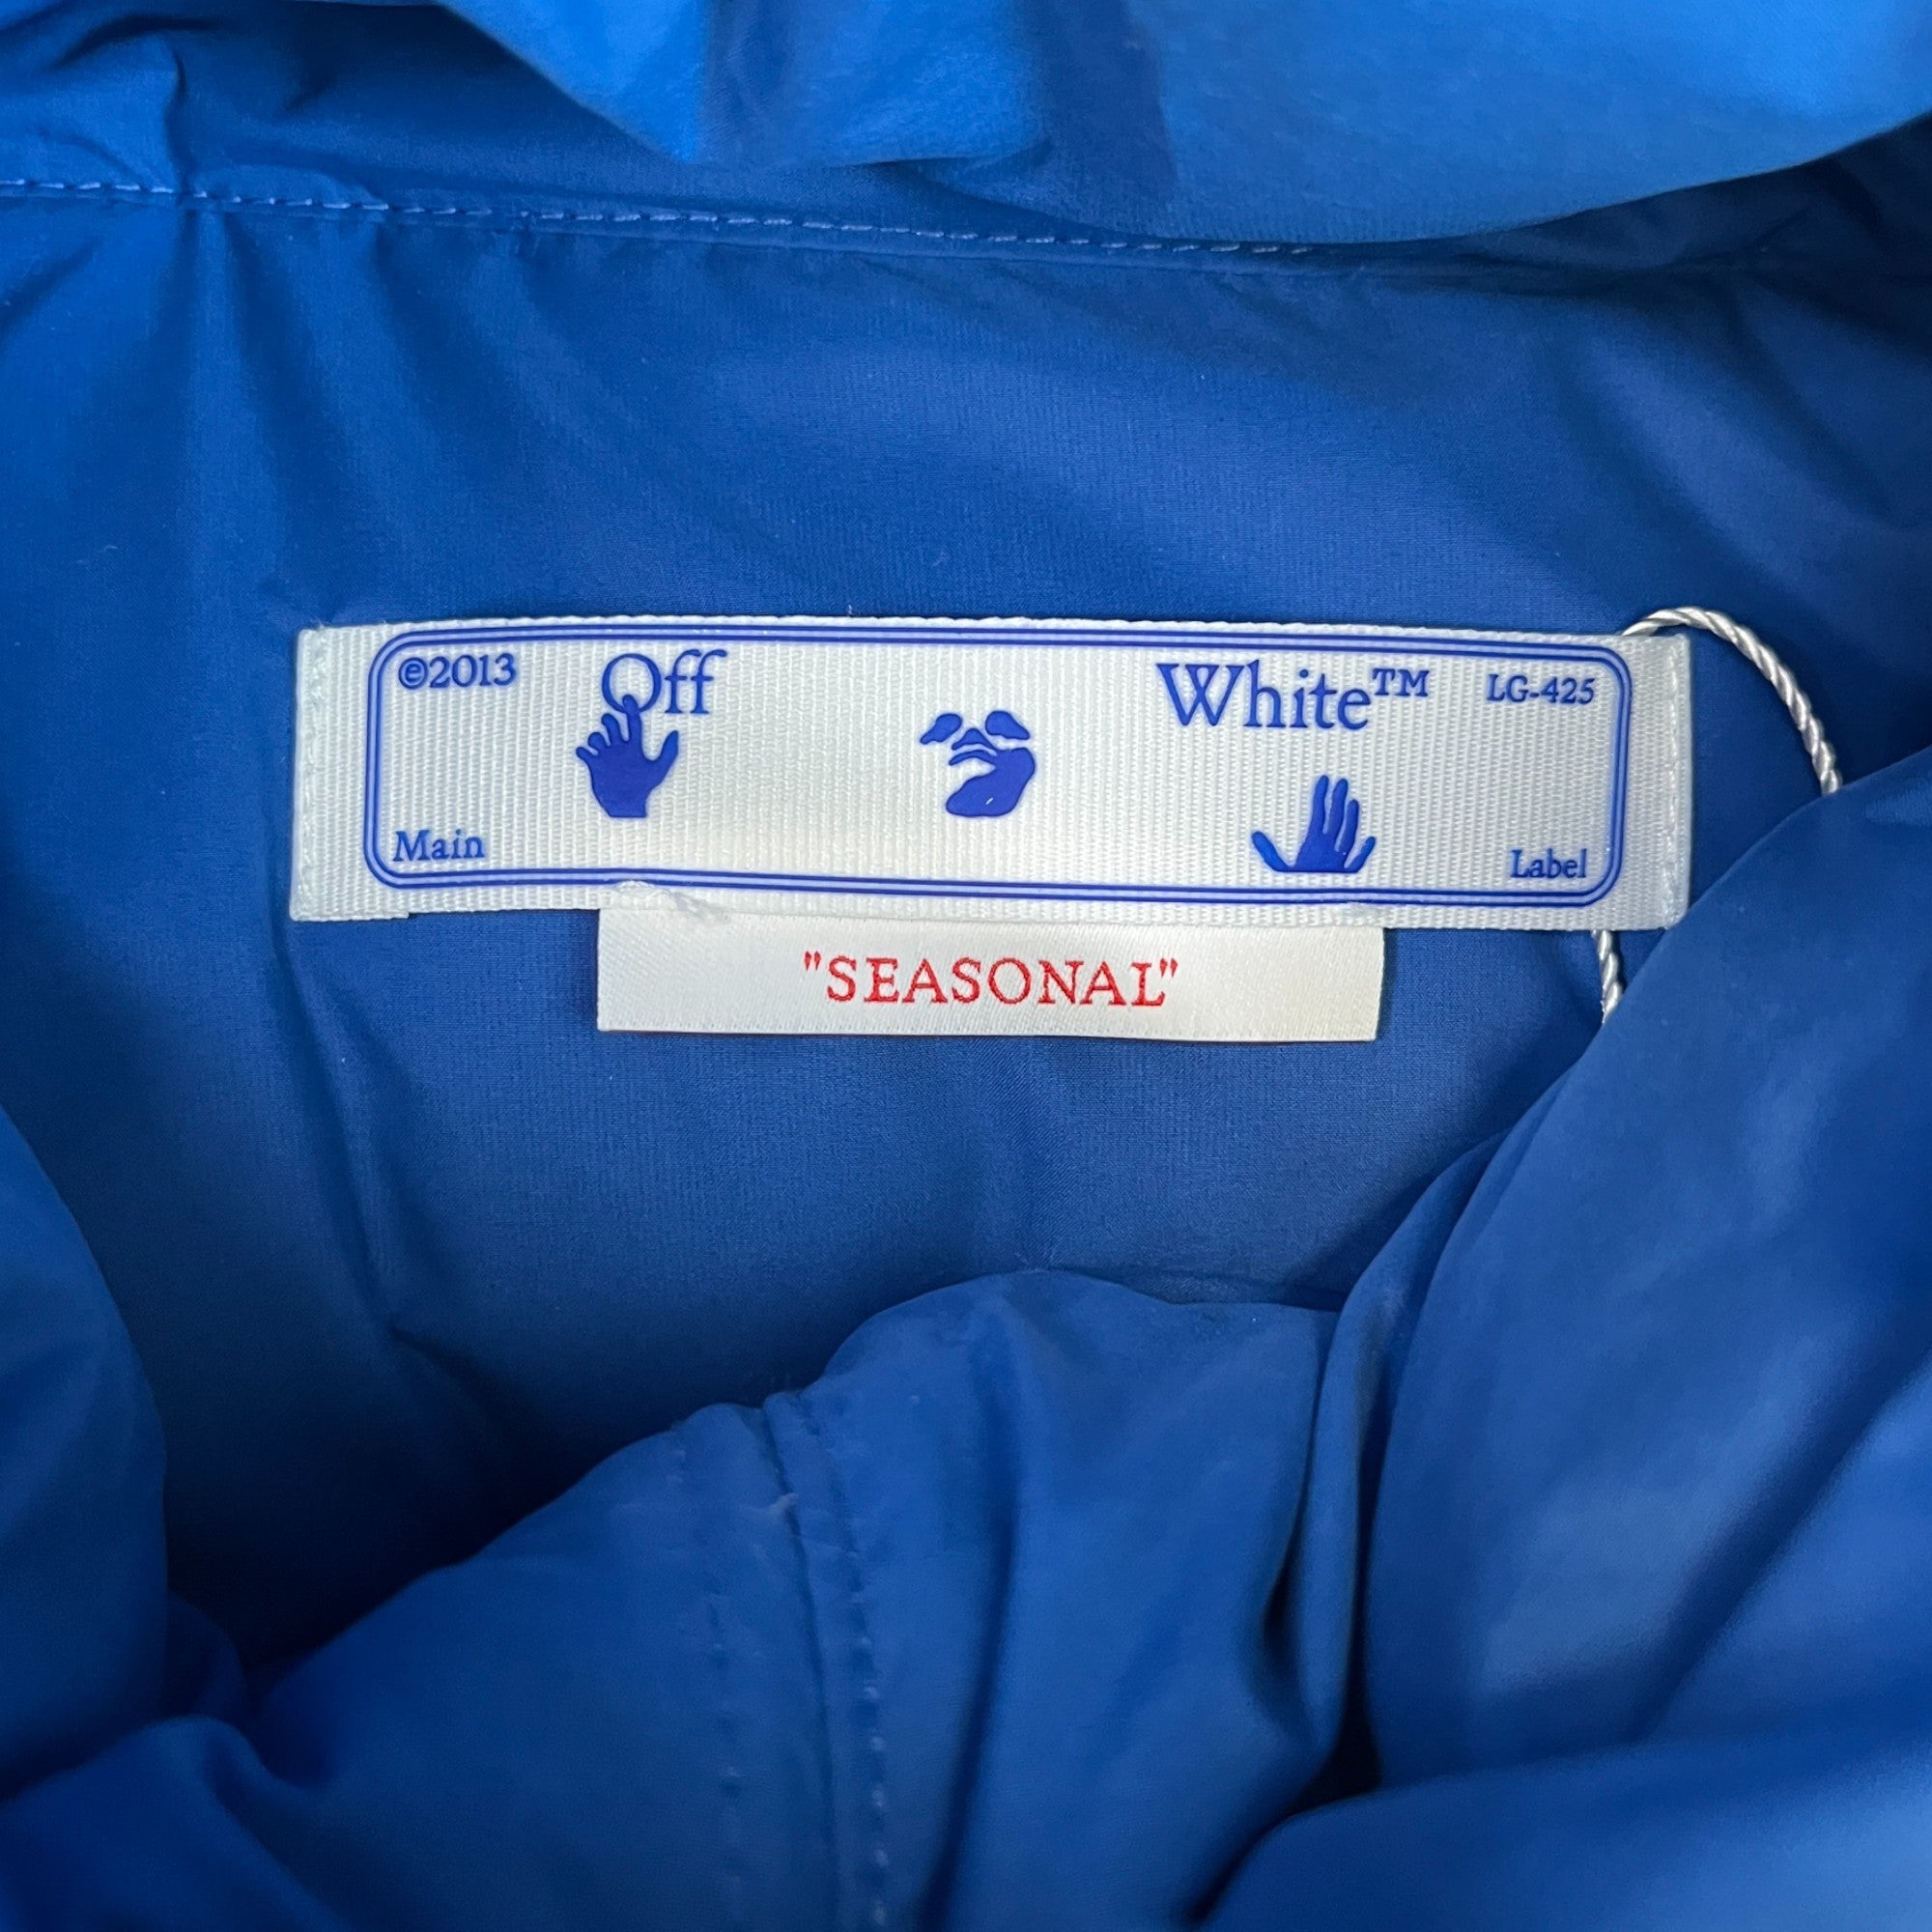 ©2013 Off White™ LG-425
Main Label
"SEASONAL"